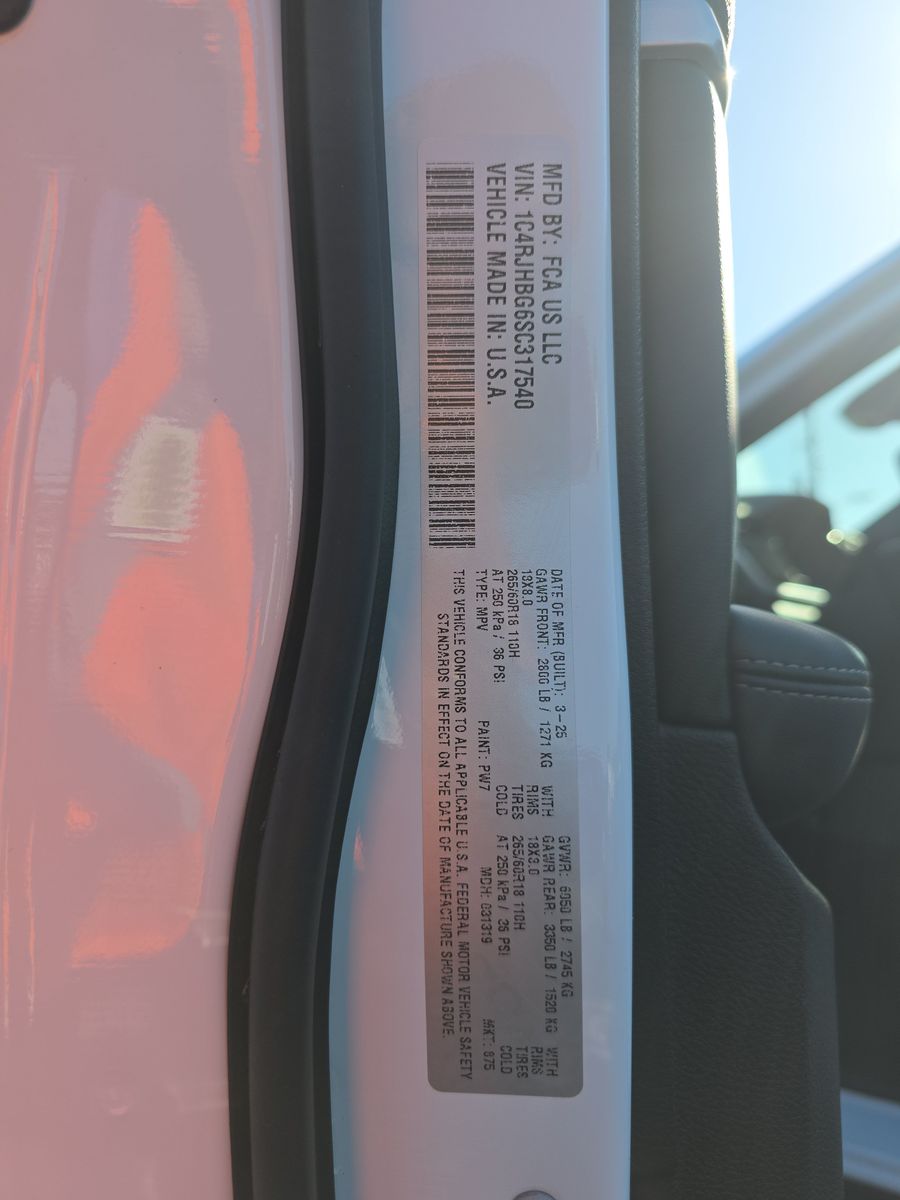 MFD BY: FCA US LLC
VIN: 1C4RJHBG6SC317540
VEHICLE MADE IN: U.S.A.
DATE OF MFR (BUILT): 3-25 GVWR: 6050 LB / 2745 KG
GAWR FRONT: 2800 LB / 1271 KG WITH GAWR REAR: 3350 LB / 1520 KG WITH
18X8.0 RIMS 18X8.0 RIMS
265/60R18 110H TIRES 265/60R18 110H TIRES
AT 250 kPa / 36 PSI COLD AT 250 kPa / 36 PSI COLD
TYPE: MPV PAINT: PW7 MDH: 031319 MKT: 875
THIS VEHICLE CONFORMS TO ALL APPLICABLE U.S.A. FEDERAL MOTOR VEHICLE SAFETY
STANDARDS IN EFFECT ON THE DATE OF MANUFACTURE SHOWN ABOVE.